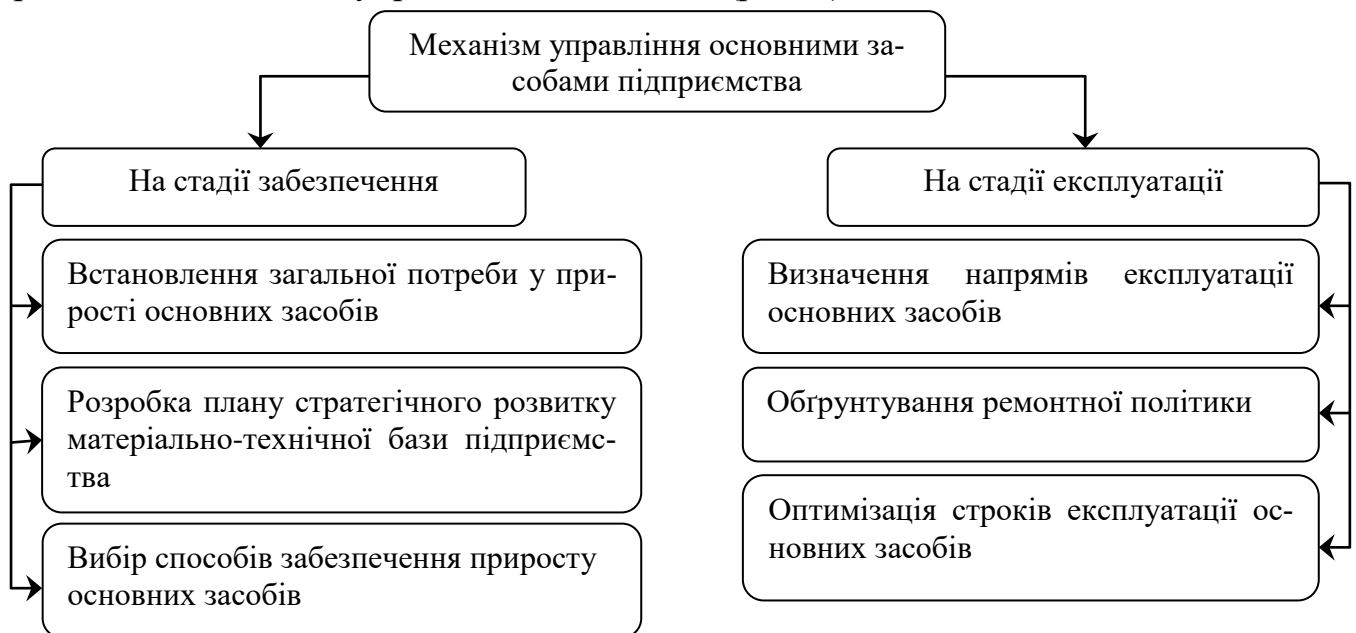 Механізм управління основними за-
собами підприємства
На стадії забезпечення
Встановлення загальної потреби у при-
рості основних засобів
Розробка плану стратегічного розвитку
матеріально-технічної бази підприємс-
тва
Вибір способів забезпечення приросту
основних засобів
На стадії експлуатації
Визначення напрямів експлуатації
основних засобів
Обґрунтування ремонтної політики
Оптимізація строків експлуатації ос-
новних засобів